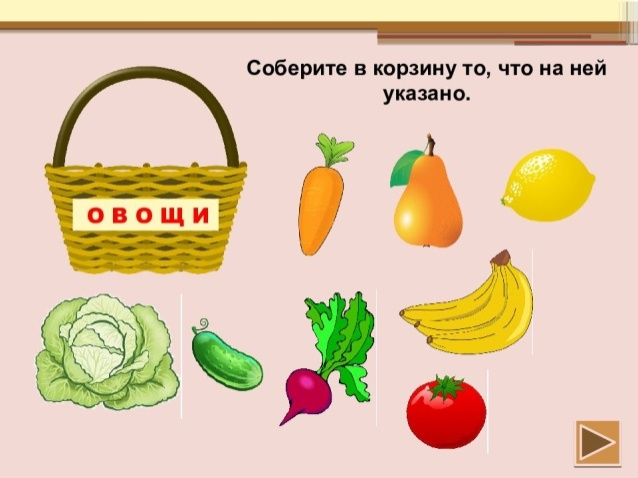 Соберите в корзину то, что на ней
указано.
ОВОЩИ